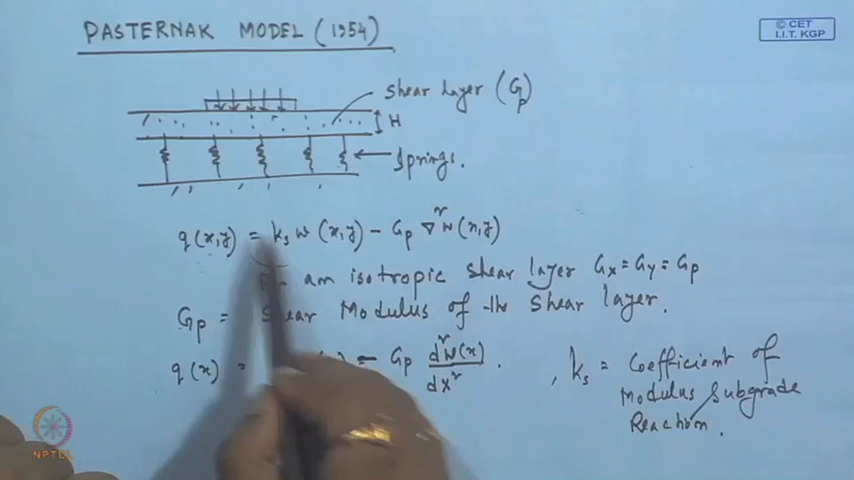 PASTERNAK MODEL (1954)
© CET
I.I.T. KGP
Shear layer (Gp)
H
Springs.
q(x,y) = ks w (x,y) - Gp ∇² w (x,y)
an isotropic shear layer Gx = Gy = Gp
Gp = Shear Modulus of the Shear layer.
q(x) = - Gp d²w(x)/dx² .
, ks = Coefficient of
Modulus Subgrade
Reaction.
NPTEL